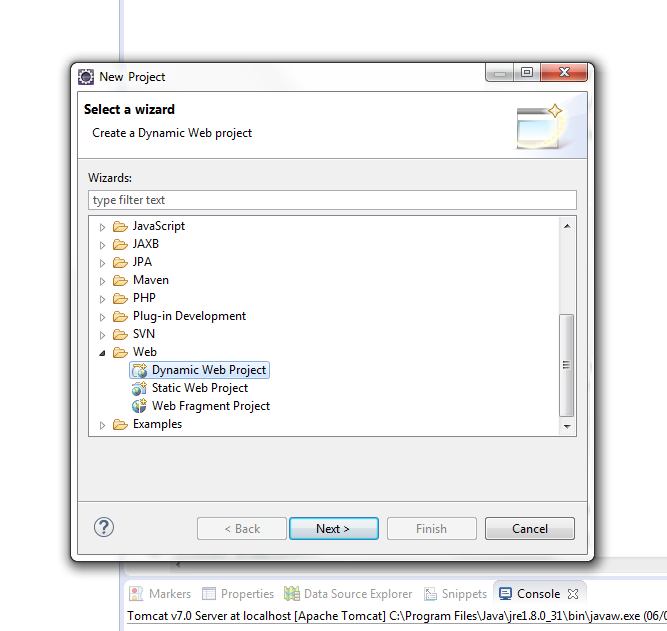 New Project
Select a wizard
Create a Dynamic Web project
Wizards:
type filter text
JavaScript
JAXB
JPA
Maven
PHP
Plug-in Development
SVN
Web
Dynamic Web Project
Static Web Project
Web Fragment Project
Examples
< Back Next > Finish Cancel
Markers Properties Data Source Explorer Snippets Console
Tomcat v7.0 Server at localhost [Apache Tomcat] C:\Program Files\Java\jre1.8.0_31\bin\javaw.exe (06/0